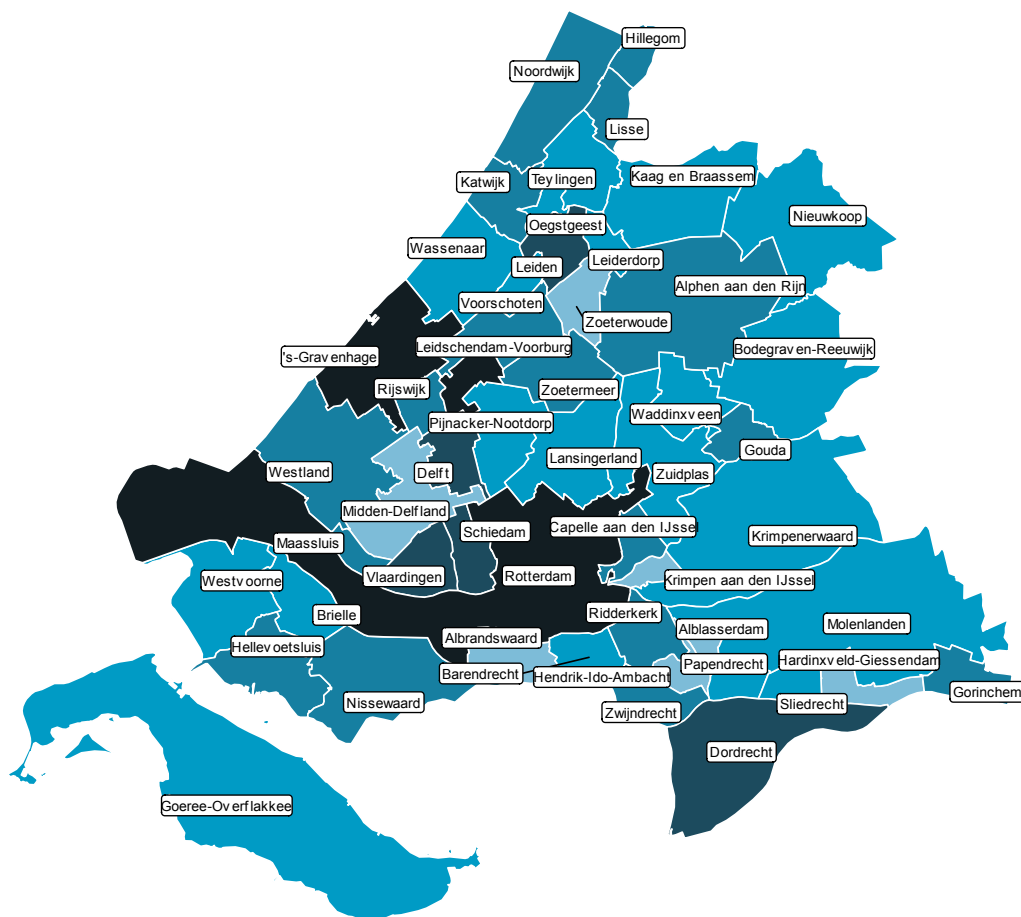 Hillegom
Noordwijk
Lisse
Kaag en Braassem
Katwijk
Teylingen
Nieuwkoop
Oegstgeest
Wassenaar
Leiderdorp
Leiden
Alphen aan den Rijn
Voorschoten
Zoeterwoude
Leidschendam-Voorburg
Bodegraven-Reeuwijk
's-Gravenhage
Rijswijk
Zoetermeer
Waddinxveen
Pijnacker-Nootdorp
Gouda
Lansingerland
Westland
Delft
Zuidplas
Midden-Delfland
Schiedam
Capelle aan den IJssel
Krimpenerwaard
Maassluis
Vlaardingen
Rotterdam
Westvoorne
Krimpen aan den IJssel
Brielle
Ridderkerk
Molenlanden
Alblasserdam
Albrandswaard
Hellevoetsluis
Hardinxveld-Giessendam
Papendrecht
Barendrecht
Hendrik-Ido-Ambacht
Gorinchem
Nissewaard
Sliedrecht
Zwijndrecht
Dordrecht
Goeree-Overflakkee